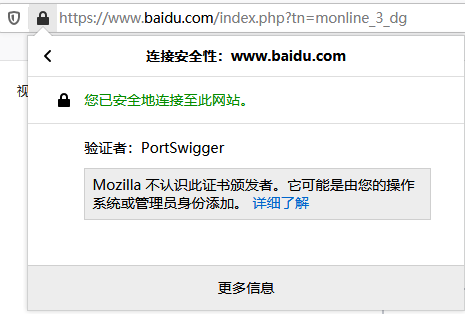 https://www.baidu.com/index.php?tn=monline_3_dg
连接安全性：www.baidu.com
视
您已安全地连接至此网站。
验证者：PortSwigger
Mozilla 不认识此证书颁发者。它可能是由您的操作
系统或管理员身份添加。 详细了解
更多信息